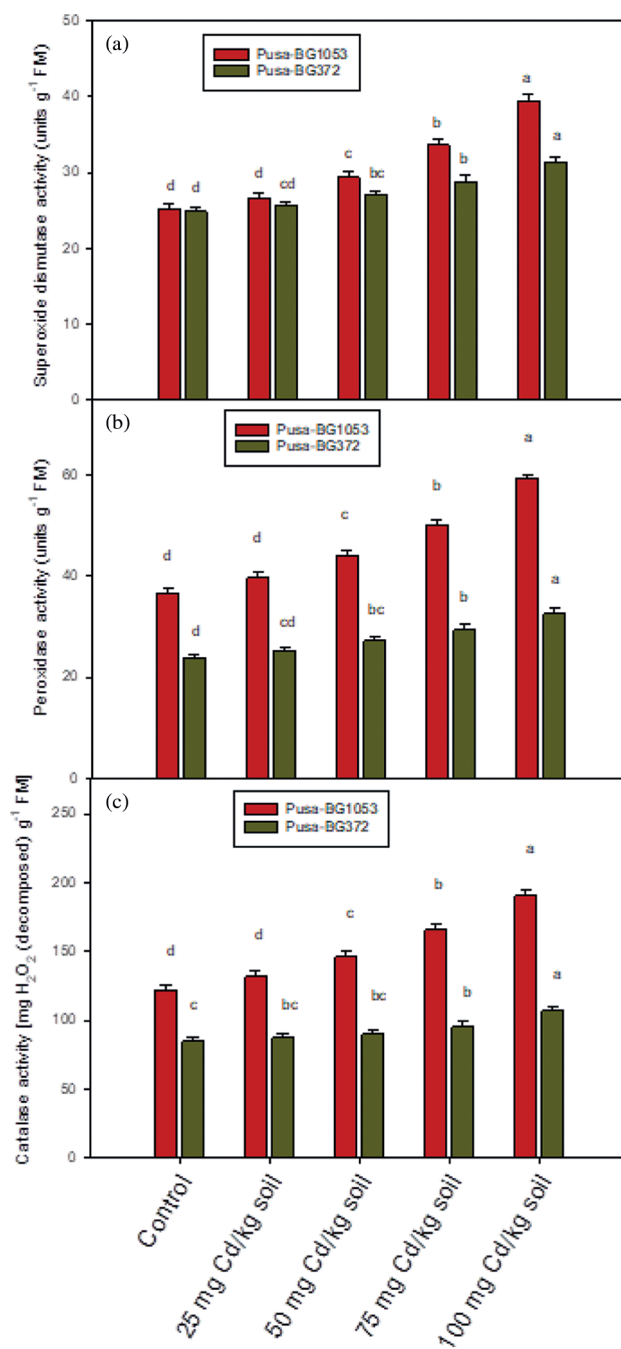 (a)
Pusa-BG1053
Pusa-BG372
Superoxide dismutase activity (units g⁻¹ FM)
50
40
30
20
10
0
d d d cd c bc b b a a
(b)
Pusa-BG1053
Pusa-BG372
Peroxidase activity (units g⁻¹ FM)
60
40
20
0
d d d cd c bc b b a a
(c)
Pusa-BG1053
Pusa-BG372
Catalase activity [mg H₂O₂ (decomposed) g⁻¹ FM]
250
200
150
100
50
0
d c d bc c bc b b a a
Control
25 mg Cd/kg soil
50 mg Cd/kg soil
75 mg Cd/kg soil
100 mg Cd/kg soil